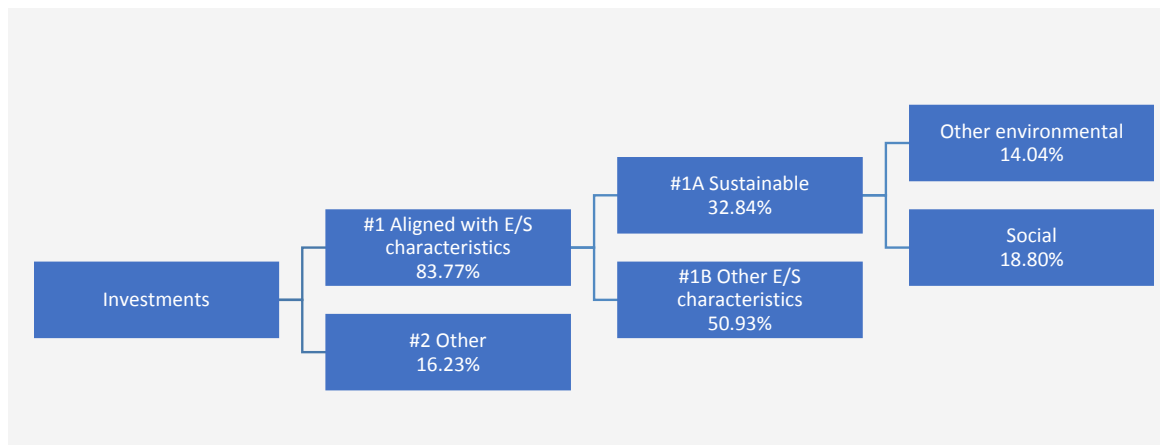 Investments
#1 Aligned with E/S
characteristics
83.77%
#2 Other
16.23%
#1A Sustainable
32.84%
#1B Other E/S
characteristics
50.93%
Other environmental
14.04%
Social
18.80%